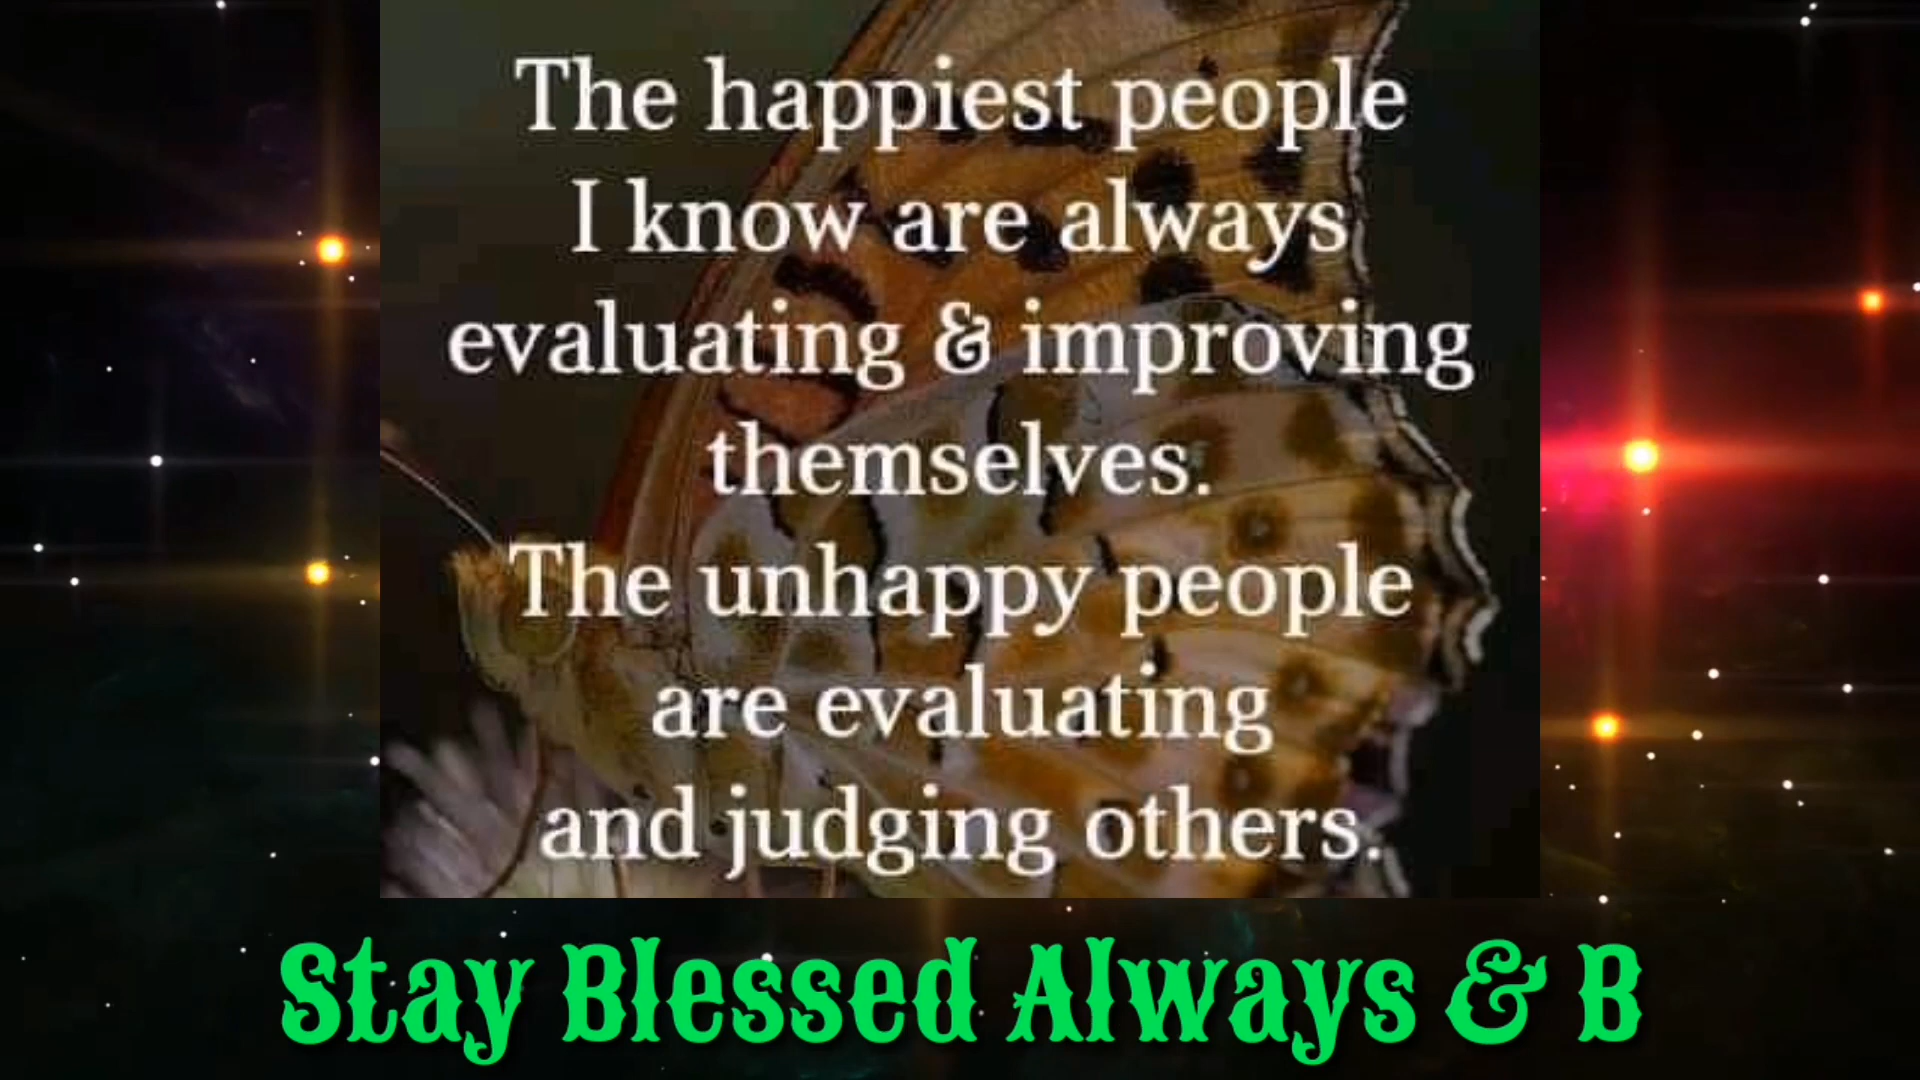 The happiest people
I know are always
evaluating & improving
themselves.
The unhappy people
are evaluating
and judging others.
Stay Blessed Always & B